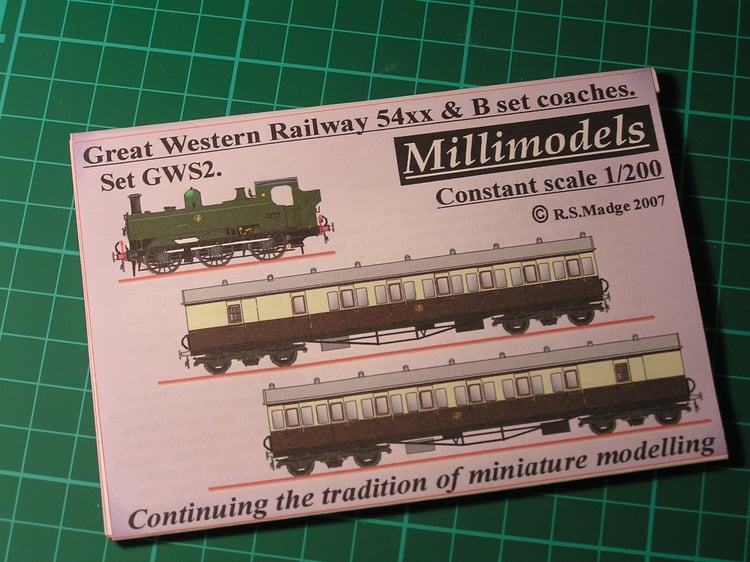 Great Western Railway 54xx & B set coaches.
Set GWS2.
Millimodels
Constant scale 1/200
© R.S.Madge 2007
Continuing the tradition of miniature modelling